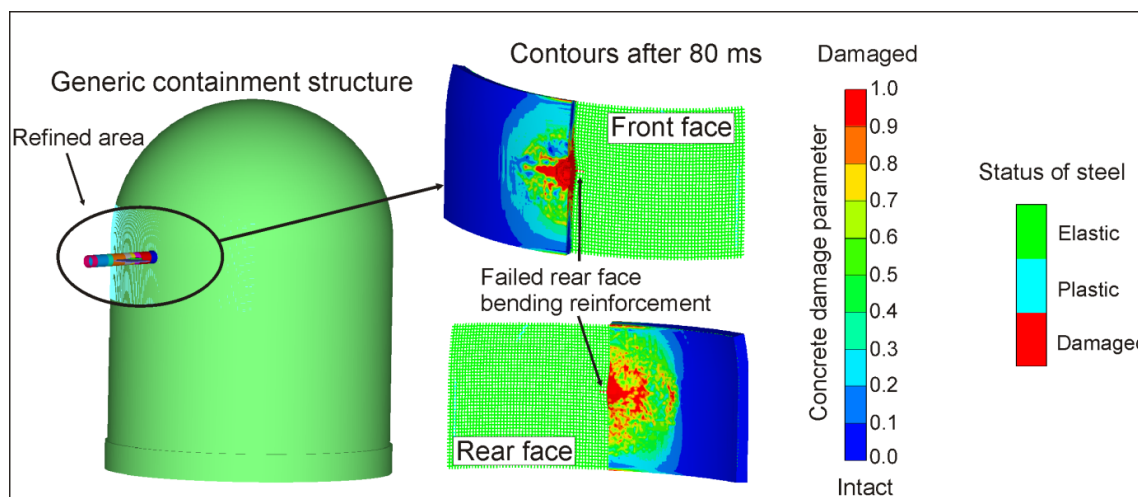 Generic containment structure
Refined area
Contours after 80 ms
Front face
Failed rear face
bending reinforcement
Rear face
Damaged
Concrete damage parameter
1.0
0.9
0.8
0.7
0.6
0.5
0.4
0.3
0.2
0.1
0.0
Intact
Status of steel
Elastic
Plastic
Damaged